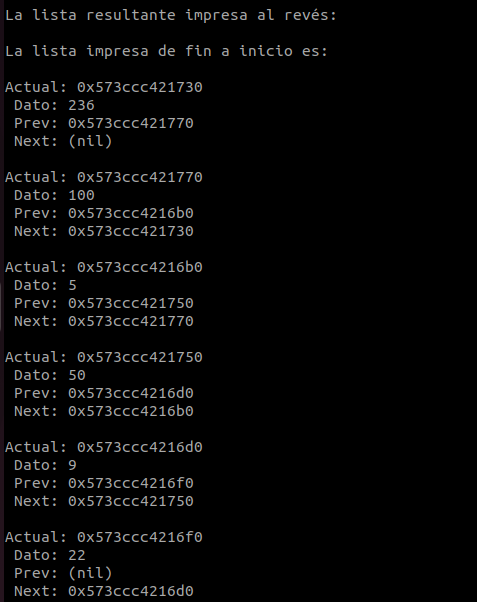 La lista resultante impresa al revés:
La lista impresa de fin a inicio es:
Actual: 0x573ccc421730
Dato: 236
Prev: 0x573ccc421770
Next: (nil)
Actual: 0x573ccc421770
Dato: 100
Prev: 0x573ccc4216b0
Next: 0x573ccc421730
Actual: 0x573ccc4216b0
Dato: 5
Prev: 0x573ccc421750
Next: 0x573ccc421770
Actual: 0x573ccc421750
Dato: 50
Prev: 0x573ccc4216d0
Next: 0x573ccc4216b0
Actual: 0x573ccc4216d0
Dato: 9
Prev: 0x573ccc4216f0
Next: 0x573ccc421750
Actual: 0x573ccc4216f0
Dato: 22
Prev: (nil)
Next: 0x573ccc4216d0